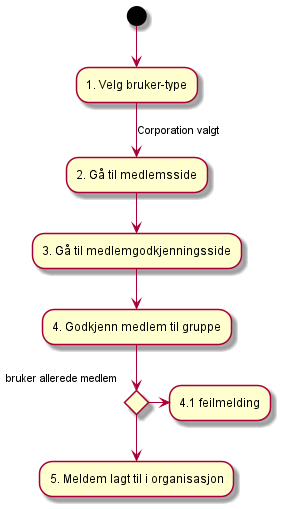 1. Velg bruker-type
Corporation valgt
2. Gå til medlemsside
3. Gå til medlemgodkjenningsside
4. Godkjenn medlem til gruppe
bruker allerede medlem
4.1 feilmelding
5. Meldem lagt til i organisasjon